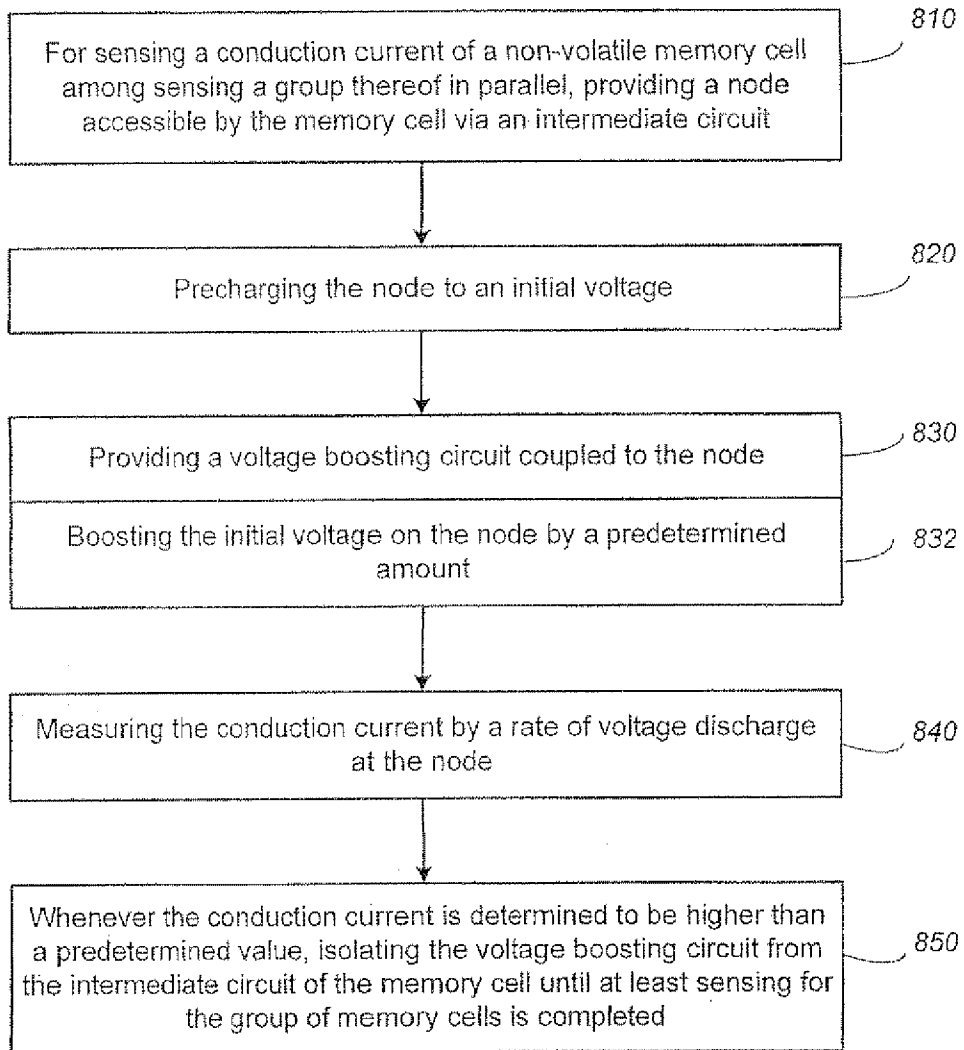 810
For sensing a conduction current of a non-volatile memory cell
among sensing a group thereof in parallel, providing a node
accessible by the memory cell via an intermediate circuit
820
Precharging the node to an initial voltage
830
Providing a voltage boosting circuit coupled to the node
Boosting the initial voltage on the node by a predetermined
amount
832
Measuring the conduction current by a rate of voltage discharge
at the node
840
Whenever the conduction current is determined to be higher than
a predetermined value, isolating the voltage boosting circuit from
the intermediate circuit of the memory cell until at least sensing for
the group of memory cells is completed
850